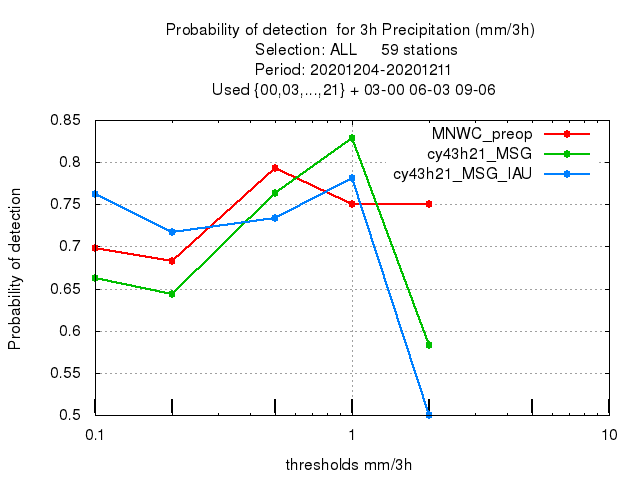 Probability of detection  for 3h Precipitation (mm/3h)
Selection: ALL     59 stations
Period: 20201204-20201211
Used {00,03,...,21} + 03-00 06-03 09-06
MNWC_preop
cy43h21_MSG
cy43h21_MSG_IAU
Probability of detection
0.85
0.8
0.75
0.7
0.65
0.6
0.55
0.5
0.1
1
10
thresholds mm/3h